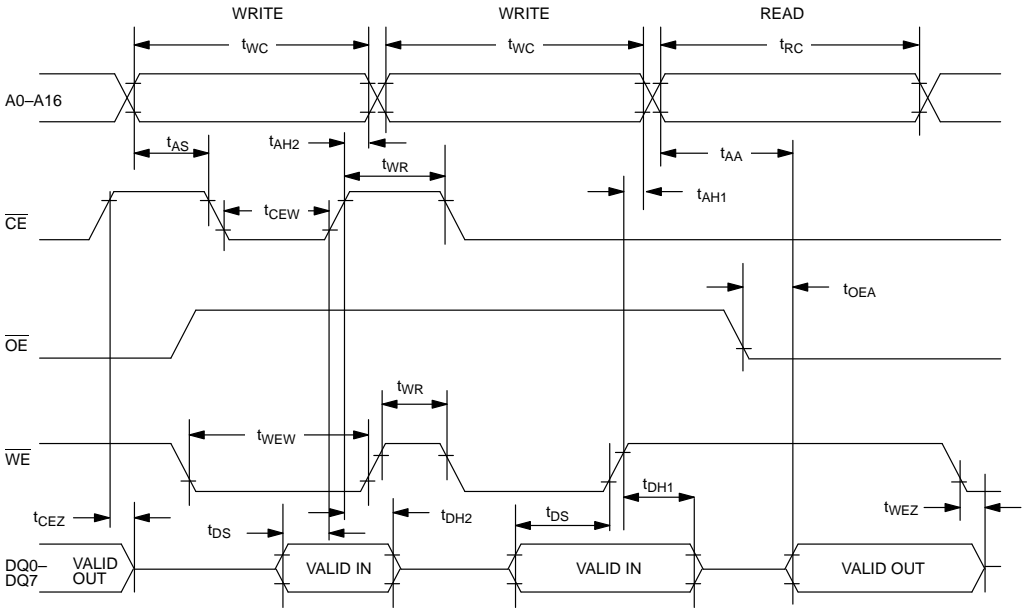 WRITE WRITE READ
tWC tWC tRC
A0–A16
tAS tAH2 tWR tAA
tAH1
CE
tCEW
tOEA
OE
tWR
WE
tWEW
tDH1
tCEZ tDS tDH2 tDS tWEZ
DQ0–
DQ7
VALID
OUT
VALID IN VALID IN VALID OUT